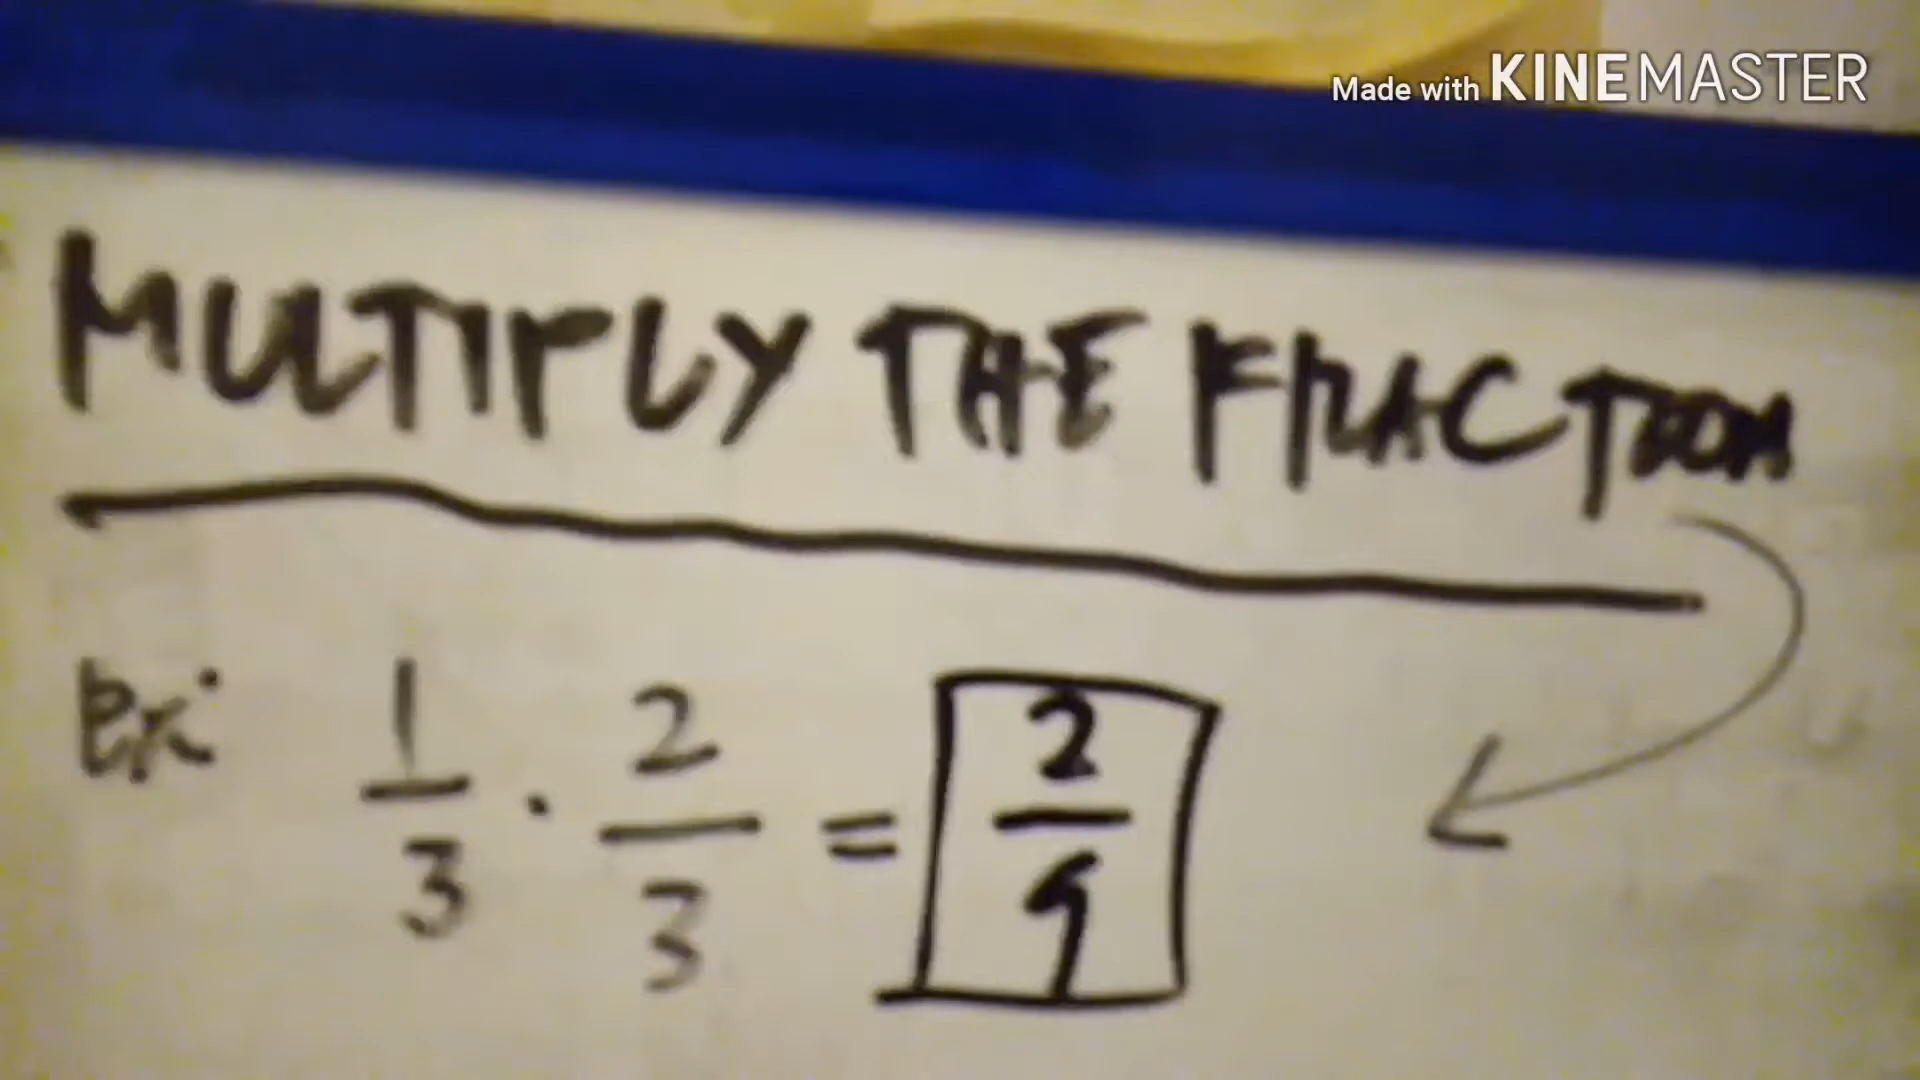 Made with KINEMASTER
MULTIPLY THE FRACTION
Ex: 1/3 · 2/3 = 2/9